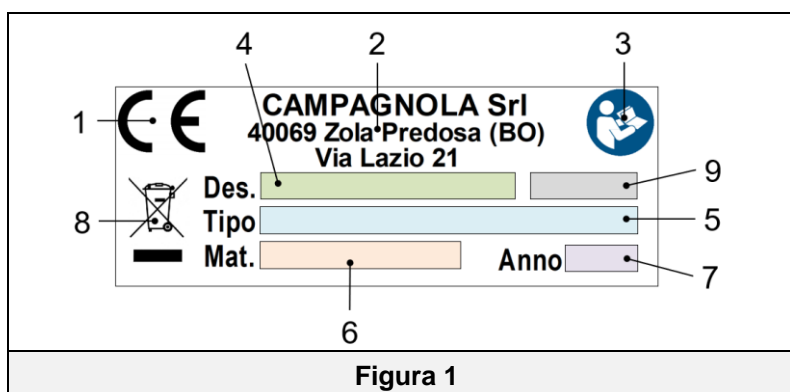 4 2 3
1 CE CAMPAGNOLA Srl
40069 Zola Predosa (BO)
Via Lazio 21
Des. 9
8 Tipo 5
Mat. Anno 7
6
Figura 1